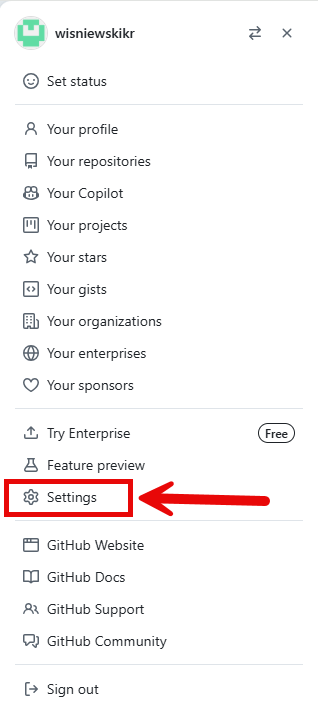 wisniewskikr
Set status
Your profile
Your repositories
Your Copilot
Your projects
Your stars
Your gists
Your organizations
Your enterprises
Your sponsors
Try Enterprise Free
Feature preview
Settings
GitHub Website
GitHub Docs
GitHub Support
GitHub Community
Sign out